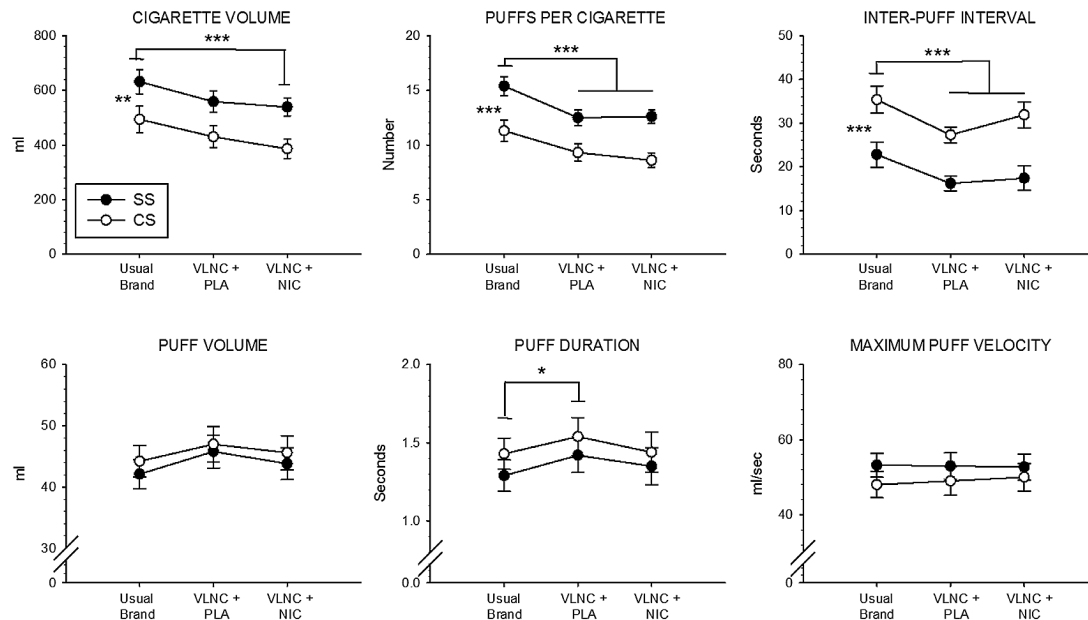 CIGARETTE VOLUME
800
600
400
200
0
ml
***
**
SS
CS
Usual
Brand
VLNC +
PLA
VLNC +
NIC
PUFFS PER CIGARETTE
20
15
10
5
0
Number
***
***
Usual
Brand
VLNC +
PLA
VLNC +
NIC
INTER-PUFF INTERVAL
50
40
30
20
10
0
Seconds
***
***
Usual
Brand
VLNC +
PLA
VLNC +
NIC
PUFF VOLUME
60
50
40
30
0
ml
Usual
Brand
VLNC +
PLA
VLNC +
NIC
PUFF DURATION
2.0
1.5
1.0
0.0
Seconds
*
Usual
Brand
VLNC +
PLA
VLNC +
NIC
MAXIMUM PUFF VELOCITY
80
60
40
0
ml/sec
Usual
Brand
VLNC +
PLA
VLNC +
NIC